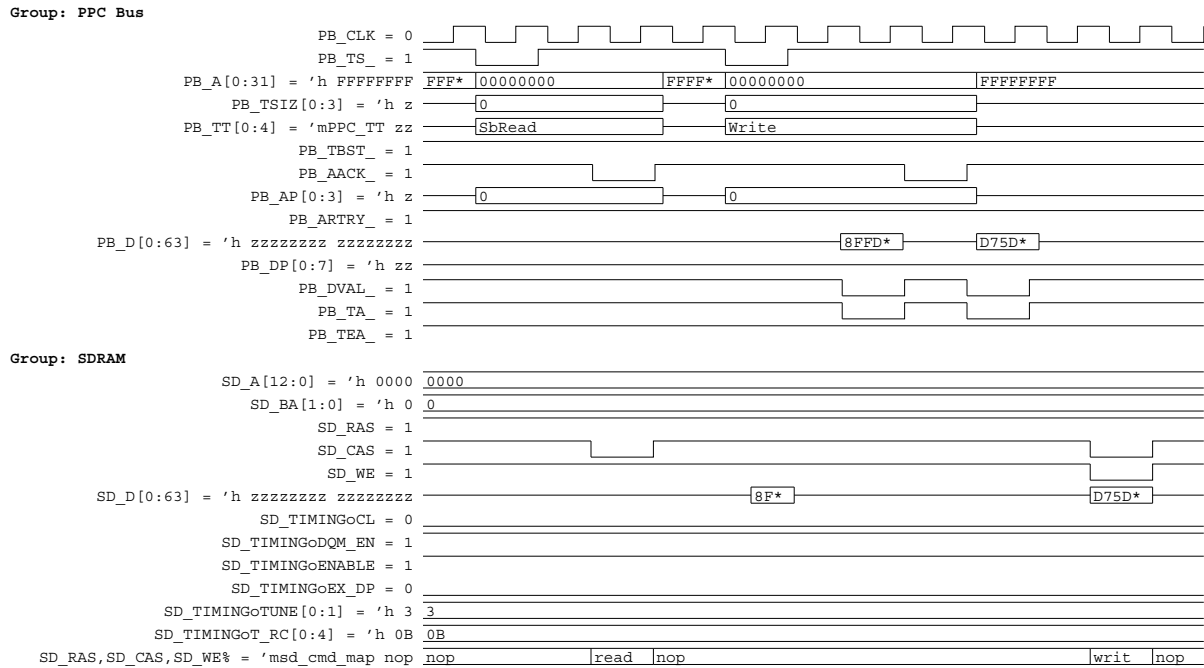 Group: PPC Bus
PB_CLK = 0
PB_TS_ = 1
PB_A[0:31] = 'h FFFFFFFF FFF* 00000000 FFFF* 00000000 FFFFFFFF
PB_TSIZ[0:3] = 'h z 0 0
PB_TT[0:4] = 'mPPC_TT zz SbRead Write
PB_TBST_ = 1
PB_AACK_ = 1
PB_AP[0:3] = 'h z 0 0
PB_ARTRY_ = 1
PB_D[0:63] = 'h zzzzzzzz zzzzzzzz 8FFD* D75D*
PB_DP[0:7] = 'h zz
PB_DVAL_ = 1
PB_TA_ = 1
PB_TEA_ = 1
Group: SDRAM
SD_A[12:0] = 'h 0000 0000
SD_BA[1:0] = 'h 0 0
SD_RAS = 1
SD_CAS = 1
SD_WE = 1
SD_D[0:63] = 'h zzzzzzzz zzzzzzzz 8F* D75D*
SD_TIMINGoCL = 0
SD_TIMINGoDQM_EN = 1
SD_TIMINGoENABLE = 1
SD_TIMINGoEX_DP = 0
SD_TIMINGoTUNE[0:1] = 'h 3 3
SD_TIMINGoT_RC[0:4] = 'h 0B 0B
SD_RAS,SD_CAS,SD_WE% = 'msd_cmd_map nop nop read nop writ nop